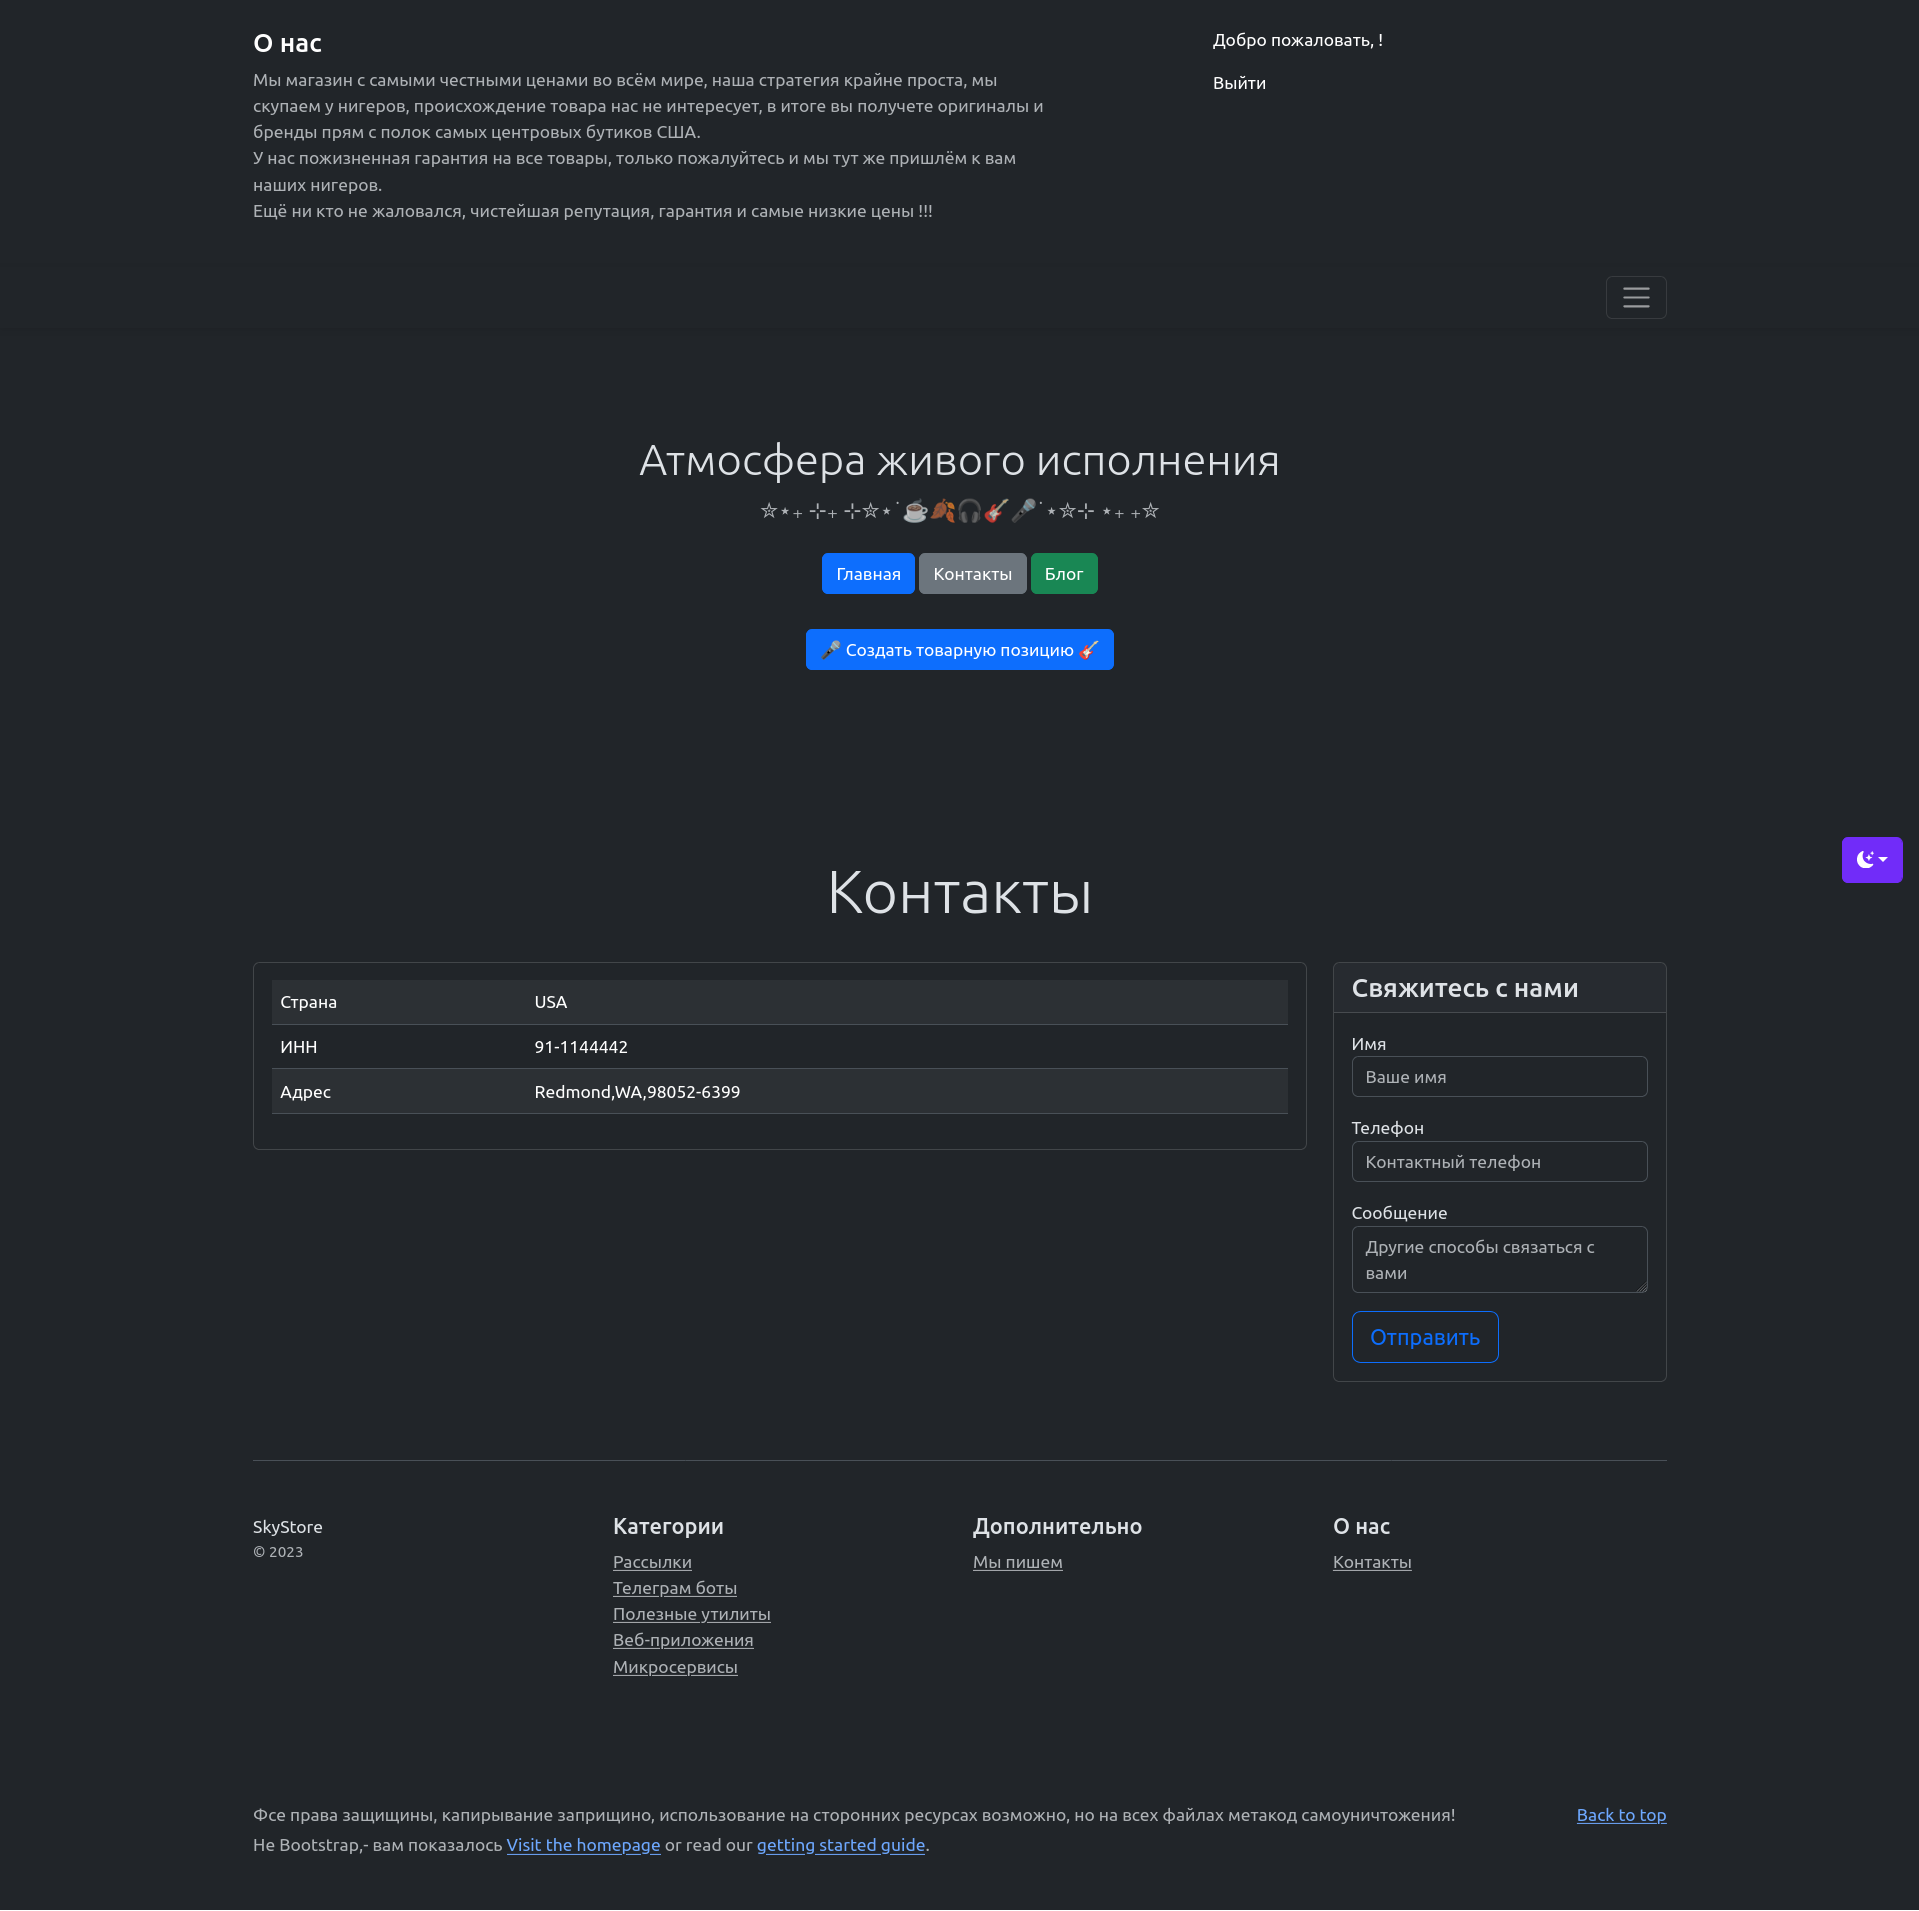 О нас
Мы магазин с самыми честными ценами во всём мире, наша стратегия крайне проста, мы
скупаем у нигеров, происхождение товара нас не интересует, в итоге вы получете оригиналы и
бренды прям с полок самых центровых бутиков США.
У нас пожизненная гарантия на все товары, только пожалуйтесь и мы тут же пришлём к вам
наших нигеров.
Ещё ни кто не жаловался, чистейшая репутация, гарантия и самые низкие цены !!!
Добро пожаловать, !
Выйти
Атмосфера живого исполнения
✮⋆₊ ⊹₊ ⊹✮⋆˙☕🍂🎧🎸🎤˙⋆✮⊹ ⋆₊ ₊✮
Главная Контакты Блог
🎤 Создать товарную позицию 🎸
Контакты
Страна USA
ИНН 91-1144442
Адрес Redmond,WA,98052-6399
Свяжитесь с нами
Имя
Ваше имя
Телефон
Контактный телефон
Сообщение
Другие способы связаться с
вами
Отправить
SkyStore
© 2023
Категории
Рассылки
Телеграм боты
Полезные утилиты
Веб-приложения
Микросервисы
Дополнительно
Мы пишем
О нас
Контакты
Фсе права защищины, капирывание заприщино, использование на сторонних ресурсах возможно, но на всех файлах метакод самоуничтожения!
Back to top
Не Bootstrap,- вам показалось Visit the homepage or read our getting started guide.